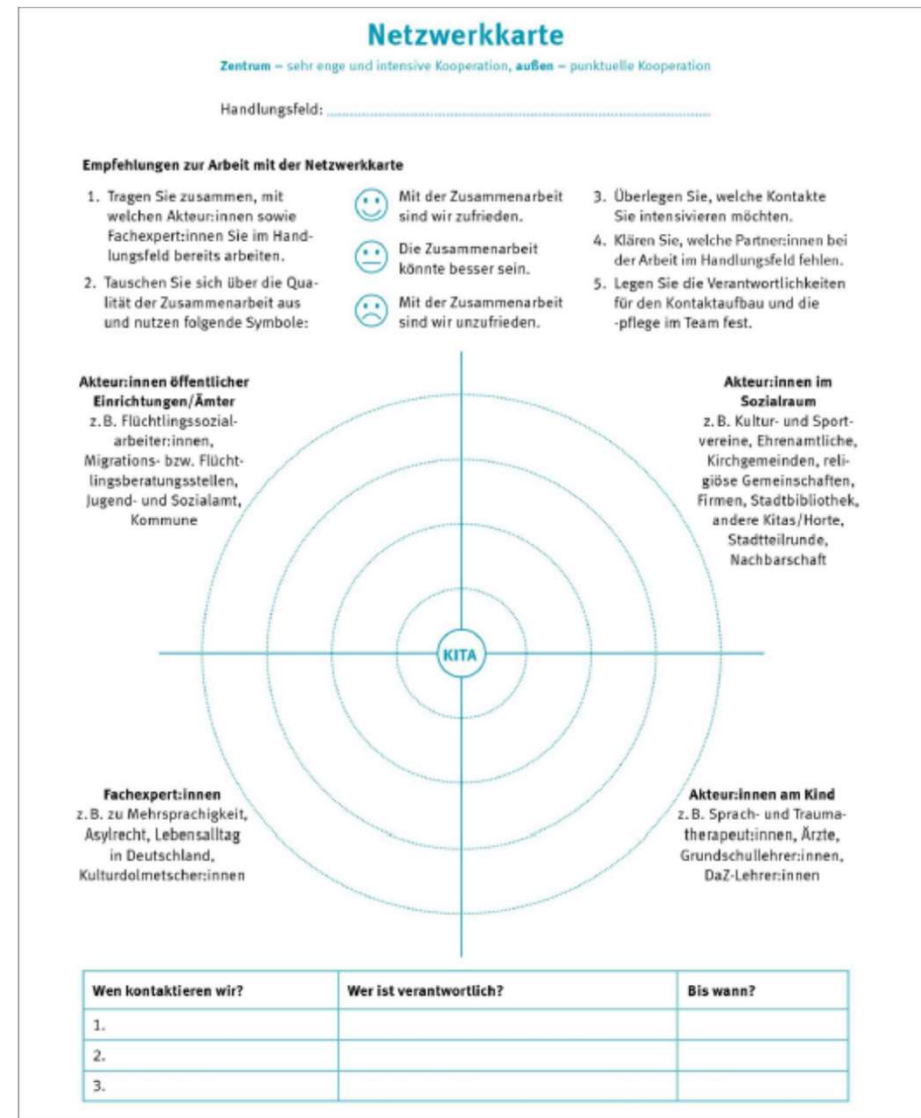 Netzwerkkarte
Zentrum – sehr enge und intensive Kooperation, außen – punktuelle Kooperation
Handlungsfeld:
Empfehlungen zur Arbeit mit der Netzwerkkarte
1. Tragen Sie zusammen, mit
welchen Akteur:innen sowie
Fachexpert:innen Sie im Hand-
lungsfeld bereits arbeiten.
2. Tauschen Sie sich über die Qua-
lität der Zusammenarbeit aus
und nutzen folgende Symbole:
Mit der Zusammenarbeit
sind wir zufrieden.
Die Zusammenarbeit
könnte besser sein.
Mit der Zusammenarbeit
sind wir unzufrieden.
3. Überlegen Sie, welche Kontakte
Sie intensivieren möchten.
4. Klären Sie, welche Partner:innen bei
der Arbeit im Handlungsfeld fehlen.
5. Legen Sie die Verantwortlichkeiten
für den Kontaktaufbau und die
-pflege im Team fest.
Akteur:innen öffentlicher
Einrichtungen/Ämter
z. B. Flüchtlingssozial-
arbeiter:innen,
Migrations- bzw. Flücht-
lingsberatungsstellen,
Jugend- und Sozialamt,
Kommune
Akteur:innen im
Sozialraum
z. B. Kultur- und Sport-
vereine, Ehrenamtliche,
Kirchgemeinden, reli-
giöse Gemeinschaften,
Firmen, Stadtbibliothek,
andere Kitas/Horte,
Stadtteilrunde,
Nachbarschaft
KITA
Fachexpert:innen
z. B. zu Mehrsprachigkeit,
Asylrecht, Lebensalltag
in Deutschland,
Kulturdolmetscher:innen
Akteur:innen am Kind
z. B. Sprach- und Trauma-
therapeut:innen, Ärzte,
Grundschullehrer:innen,
DaZ-Lehrer:innen
Wen kontaktieren wir? Wer ist verantwortlich? Bis wann?
1.
2.
3.